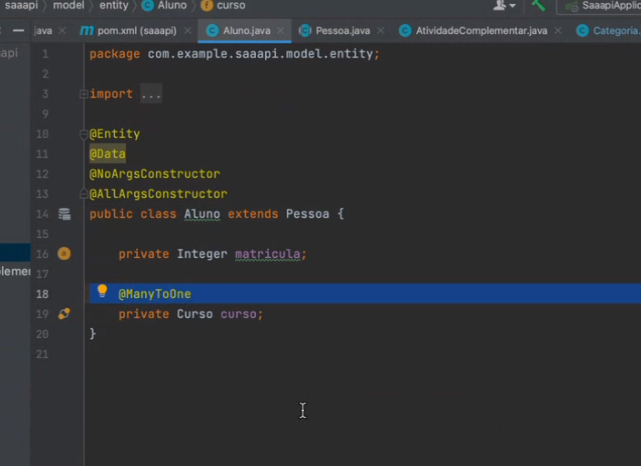 saaapi model entity Aluno curso SaaapiApplic
java pom.xml (saaapi) Aluno.java Pessoa.java AtividadeComplementar.java Categoria.
api
1 package com.example.saaapi.model.entity;
2
3 import ...
9
10 @Entity
11 @Data
12 @NoArgsConstructor
13 @AllArgsConstructor
14 public class Aluno extends Pessoa {
15
16 private Integer matricula;
plemen
17
18 @ManyToOne
19 private Curso curso;
20 }
21